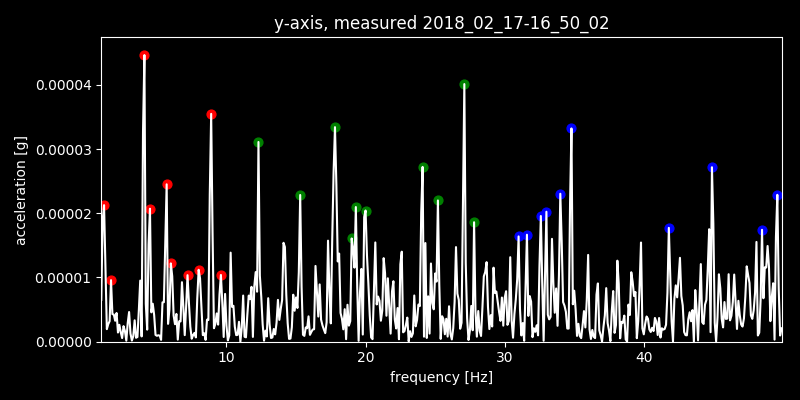 y-axis, measured 2018_02_17-16_50_02
acceleration [g]
0.00004
0.00003
0.00002
0.00001
0.00000
10 20 30 40
frequency [Hz]